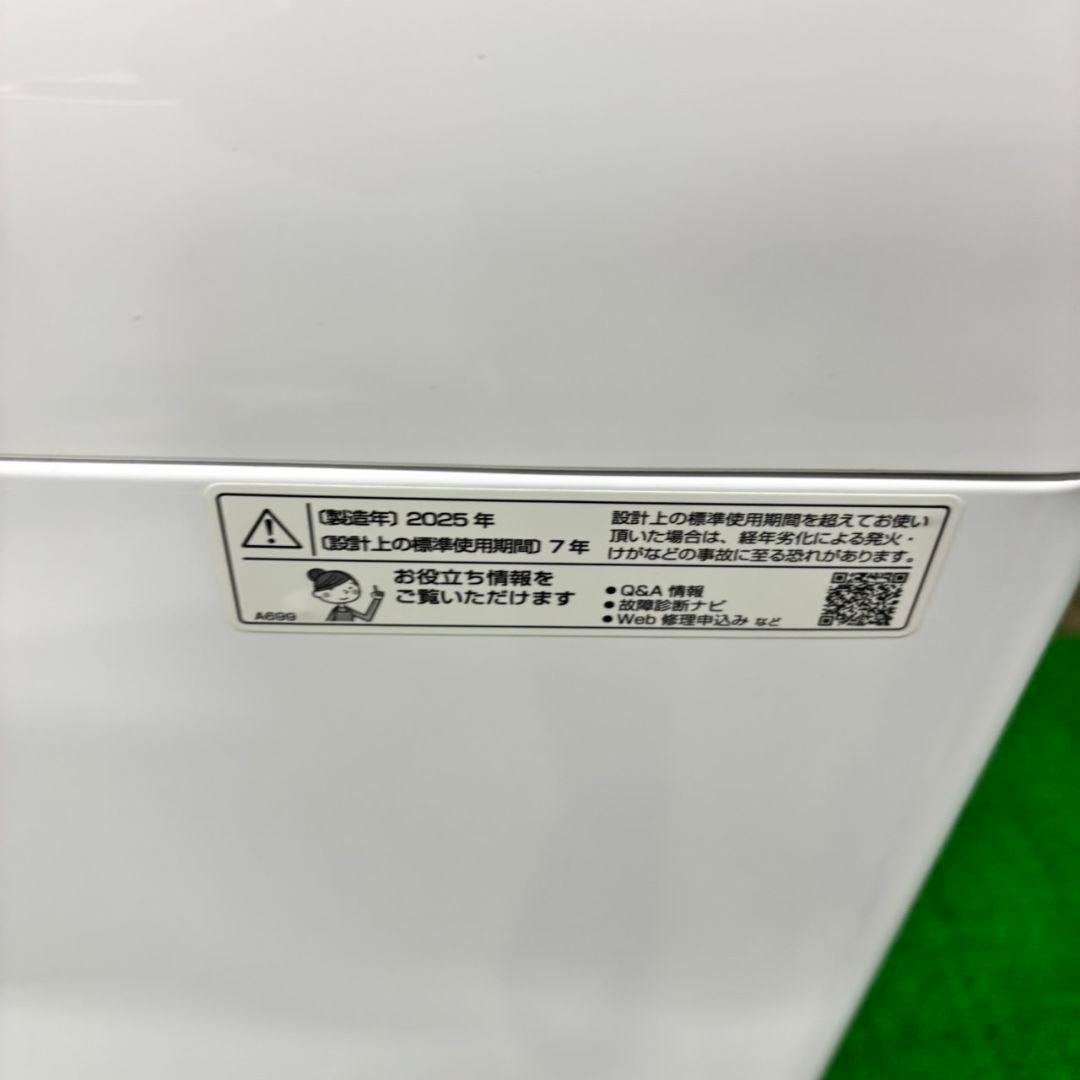 〔製造年〕2025年
〔設計上の標準使用期間〕7年
設計上の標準使用期間を超えてお使い
頂いた場合は、経年劣化による発火・
けがなどの事故に至る恐れがあります。
お役立ち情報を
ご覧いただけます
●Q&A 情報
●故障診断ナビ
●Web 修理申込み など
A699